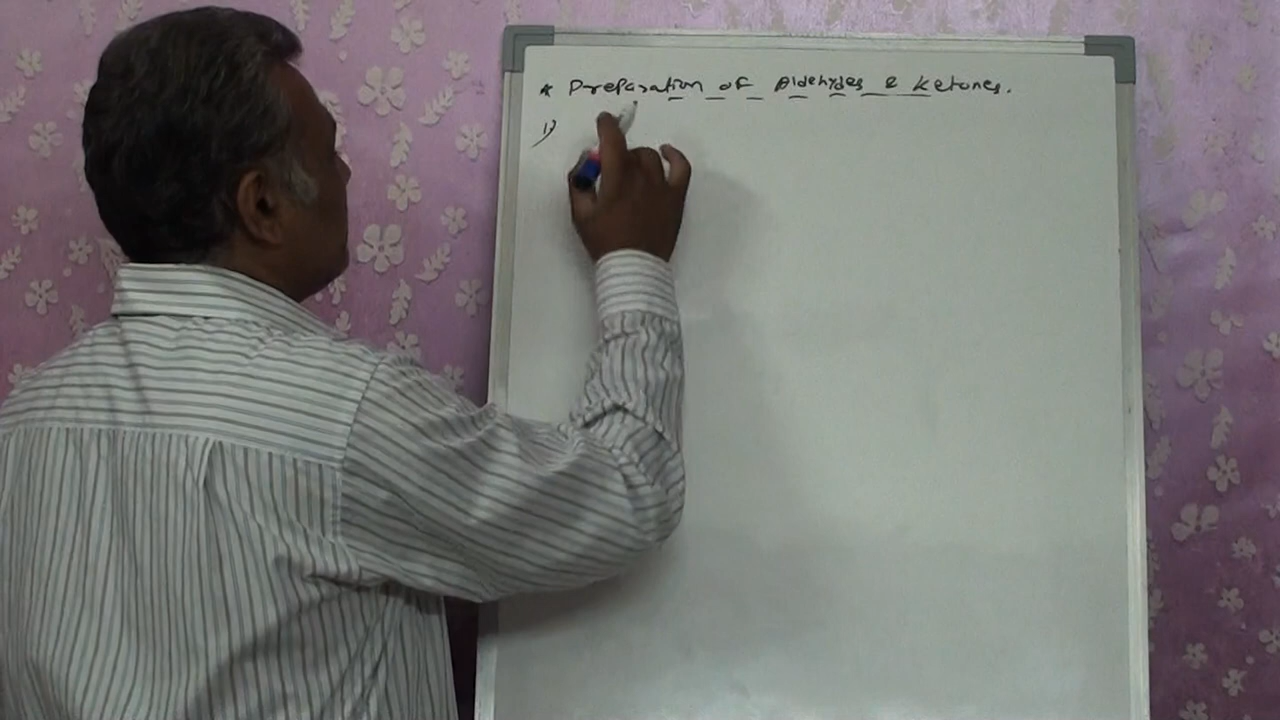 * Preparation of Aldehydes & Ketones.
1)